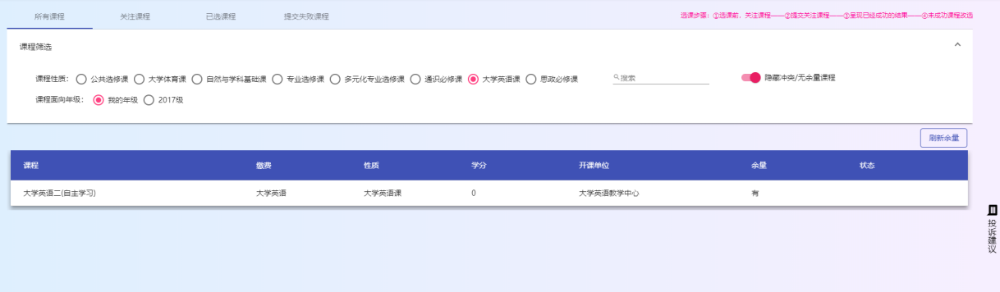 所有课程 关注课程 已选课程 提交失败课程 选课步骤：①选课前，关注课程——②提交关注课程——③呈现已经成功的结果——④未成功课程改选
课程筛选
课程性质： 公共选修课 大学体育课 自然与学科基础课 专业选修课 多元化专业选修课 通识必修课 大学英语课 思政必修课 搜索 隐藏冲突/无余量课程
课程面向年级： 我的年级 2017级
刷新余量
课程 缴费 性质 学分 开课单位 余量 状态
大学英语二(自主学习) 大学英语 大学英语课 0 大学英语教学中心 有
投诉建议